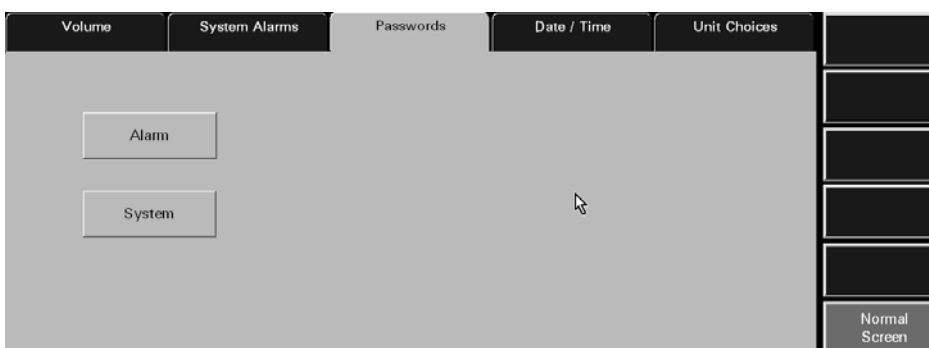 Volume
System Alarms
Passwords
Date / Time
Unit Choices
Alarm
System
Normal
Screen